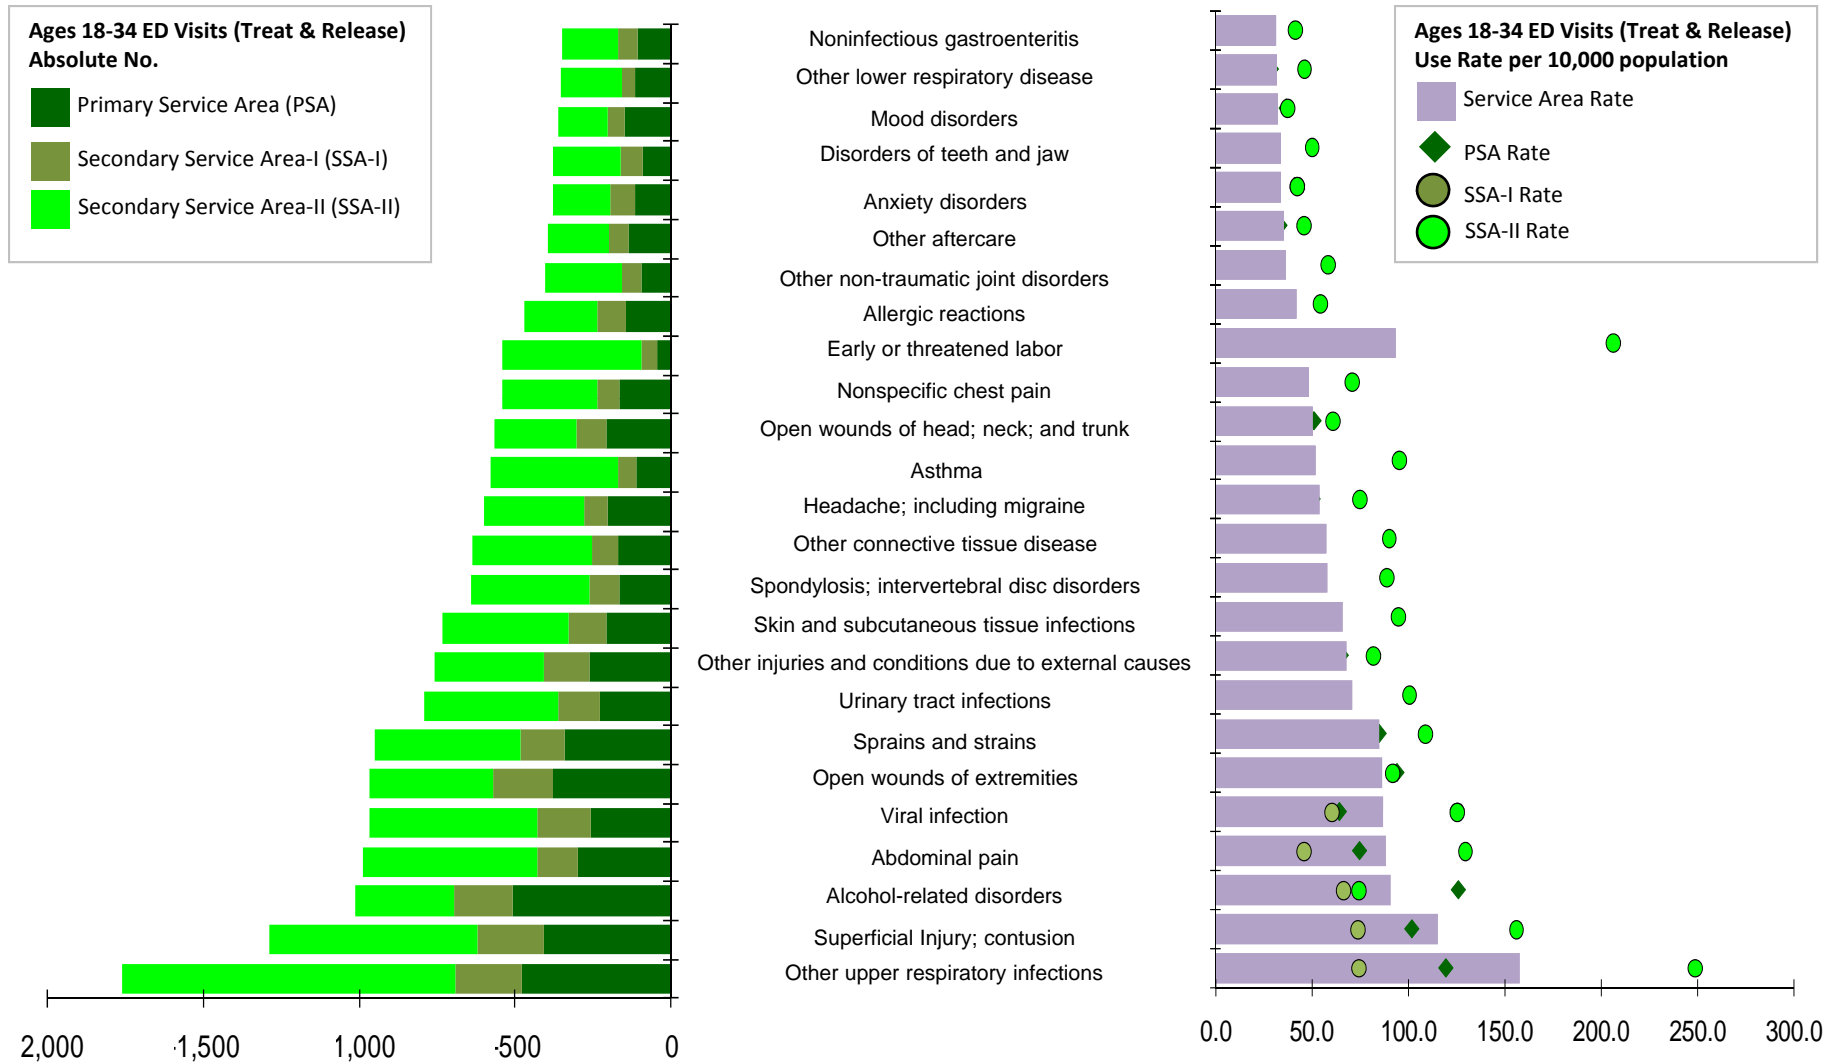 Ages 18-34 ED Visits (Treat & Release)
Absolute No.
Primary Service Area (PSA)
Secondary Service Area-I (SSA-I)
Secondary Service Area-II (SSA-II)
Noninfectious gastroenteritis
Other lower respiratory disease
Mood disorders
Disorders of teeth and jaw
Anxiety disorders
Other aftercare
Other non-traumatic joint disorders
Allergic reactions
Early or threatened labor
Nonspecific chest pain
Open wounds of head; neck; and trunk
Asthma
Headache; including migraine
Other connective tissue disease
Spondylosis; intervertebral disc disorders
Skin and subcutaneous tissue infections
Other injuries and conditions due to external causes
Urinary tract infections
Sprains and strains
Open wounds of extremities
Viral infection
Abdominal pain
Alcohol-related disorders
Superficial Injury; contusion
Other upper respiratory infections
Ages 18-34 ED Visits (Treat & Release)
Use Rate per 10,000 population
Service Area Rate
PSA Rate
SSA-I Rate
SSA-II Rate
2,000 -1,500 1,000 -500 0
0.0 50.0 100.0 150.0 200.0 250.0 300.0